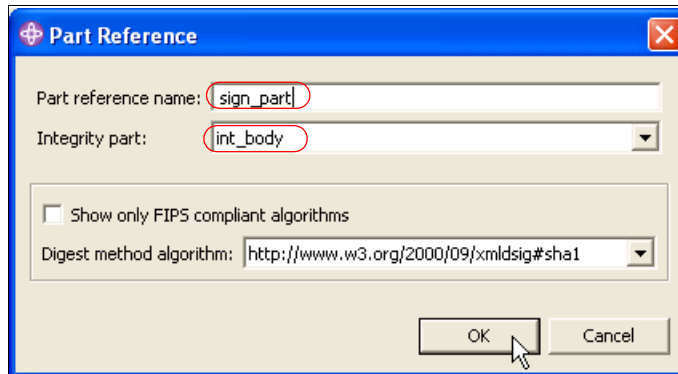 Part Reference
Part reference name: sign_part
Integrity part: int_body
Show only FIPS compliant algorithms
Digest method algorithm: http://www.w3.org/2000/09/xmldsig#sha1
OK Cancel